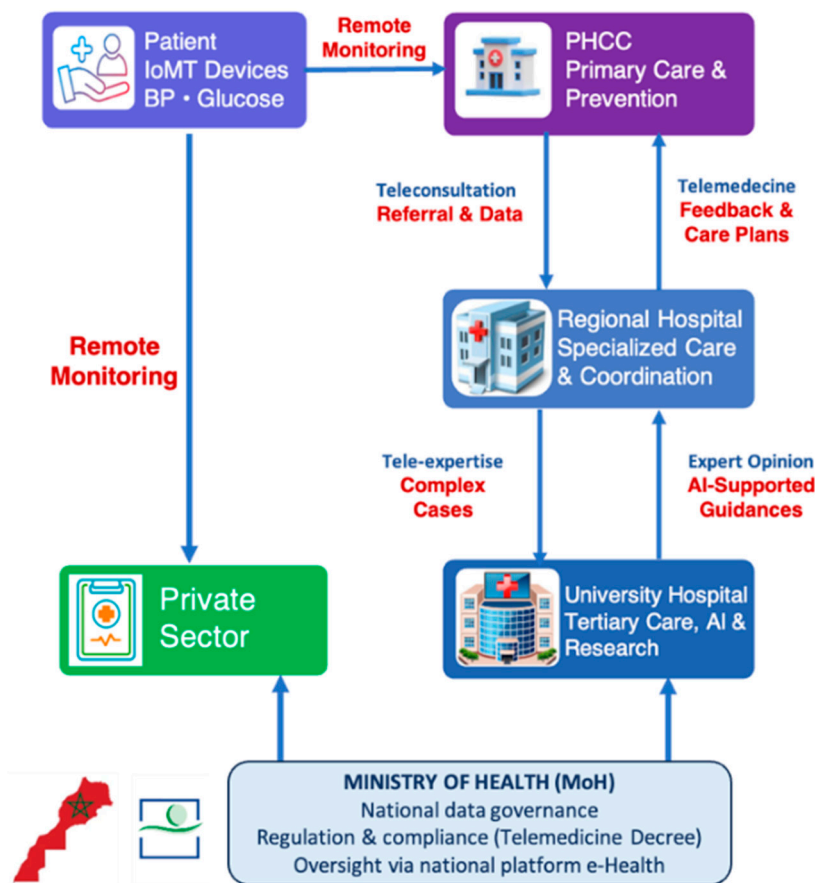 Patient
IoMT Devices
BP • Glucose
Remote
Monitoring
PHCC
Primary Care &
Prevention
Teleconsultation
Referral & Data
Telemedecine
Feedback &
Care Plans
Regional Hospital
Specialized Care
& Coordination
Remote
Monitoring
Tele-expertise
Complex
Cases
Expert Opinion
AI-Supported
Guidances
Private
Sector
University Hospital
Tertiary Care, AI &
Research
MINISTRY OF HEALTH (MoH)
National data governance
Regulation & compliance (Telemedicine Decree)
Oversight via national platform e-Health